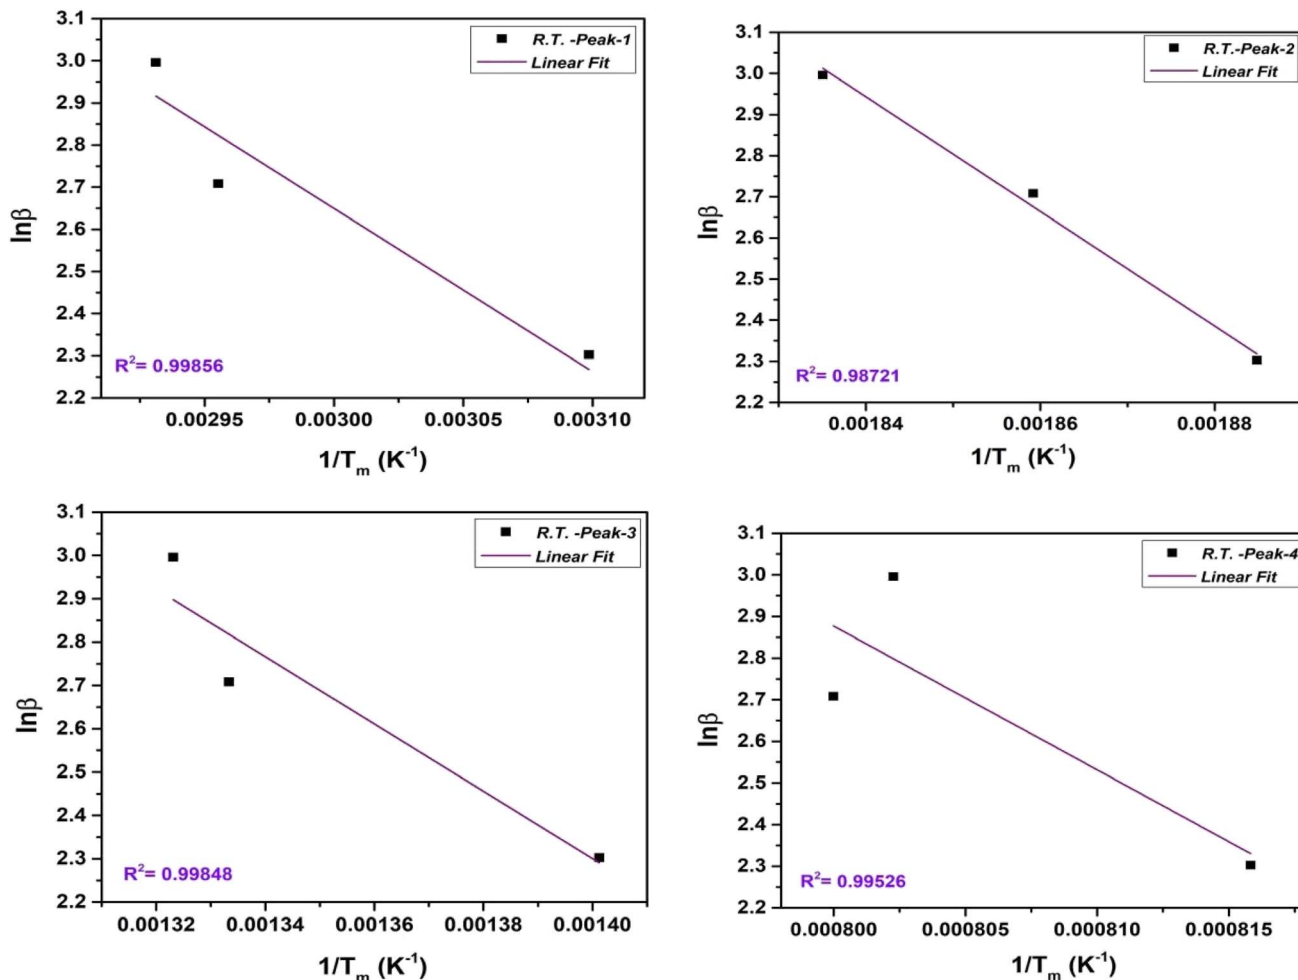 3.1
3.0
2.9
2.8
2.7
2.6
2.5
2.4
2.3
2.2
lnβ
R.T. -Peak-1
Linear Fit
R²= 0.99856
0.00295 0.00300 0.00305 0.00310
1/Tₘ (K⁻¹)
3.1
3.0
2.9
2.8
2.7
2.6
2.5
2.4
2.3
2.2
lnβ
R.T.-Peak-2
Linear Fit
R²= 0.98721
0.00184 0.00186 0.00188
1/Tₘ (K⁻¹)
3.1
3.0
2.9
2.8
2.7
2.6
2.5
2.4
2.3
2.2
lnβ
R.T. -Peak-3
Linear Fit
R²= 0.99848
0.00132 0.00134 0.00136 0.00138 0.00140
1/Tₘ (K⁻¹)
3.1
3.0
2.9
2.8
2.7
2.6
2.5
2.4
2.3
2.2
lnβ
R.T. -Peak-4
Linear Fit
R²= 0.99526
0.000800 0.000805 0.000810 0.000815
1/Tₘ (K⁻¹)